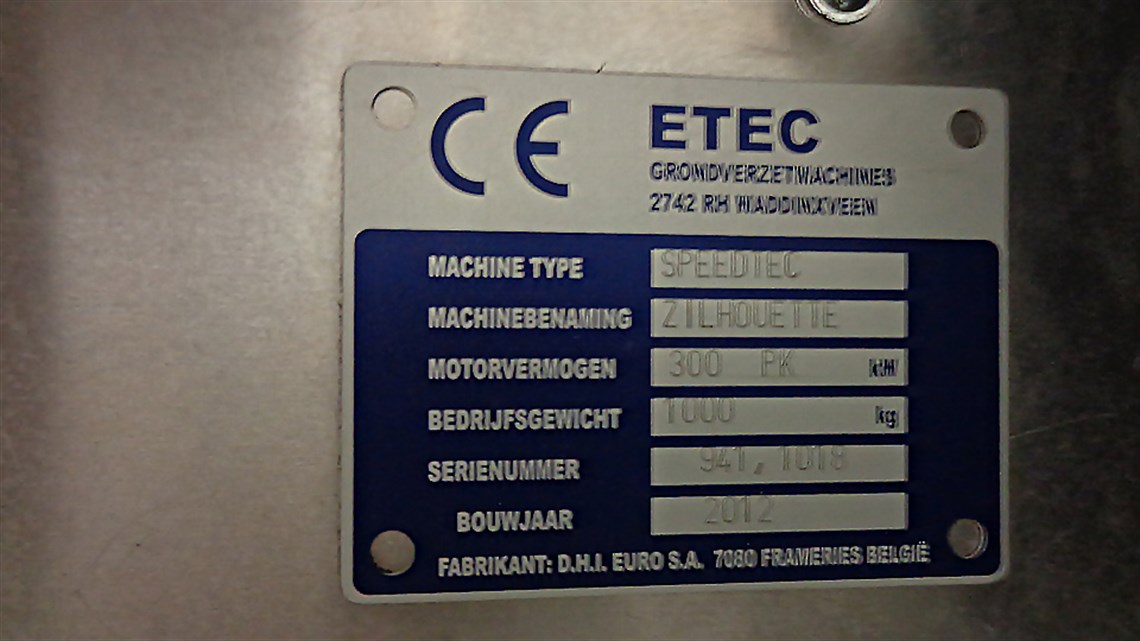 CE ETEC
GRONDVERZETMACHINES
2742 RH WADDINXVEEN
MACHINE TYPE SPEEDTEC
MACHINEBENAMING ZILHOUETTE
MOTORVERMOGEN 300 PK kW
BEDRIJFSGEWICHT 1000 kg
SERIENUMMER 941, 1018
BOUWJAAR 2012
FABRIKANT: D.H.I. EURO S.A. 7080 FRAMERIES BELGIË